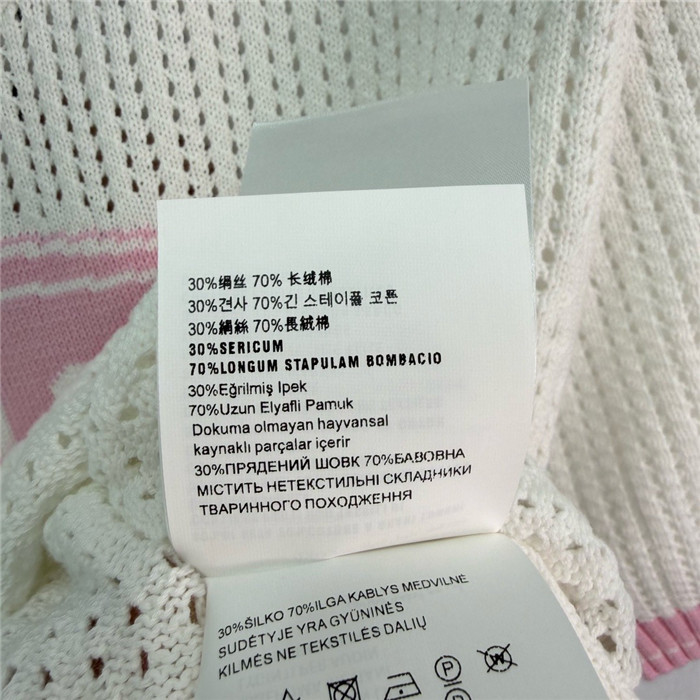 30%绢丝 70% 长绒棉
30%견사 70%긴 스테이플 코튼
30%絹絲 70%長絨棉
30%SERICUM
70%LONGUM STAPULAM BOMBACIO
30%Eğrilmiş Ipek
70%Uzun Elyafli Pamuk
Dokuma olmayan hayvansal
kaynaklı parçalar içerir
30%ПРЯДЕНИЙ ШОВК 70%БАВОВНА
МІСТИТЬ НЕТЕКСТИЛЬНІ СКЛАДНИКИ
ТВАРИННОГО ПОХОДЖЕННЯ
30%ŠILKO 70%ILGA KABLYS MEDVILNĖ
SUDĖTYJE YRA GYŪNINĖS
KILMĖS NE TEKSTILĖS DALIŲ
P
W